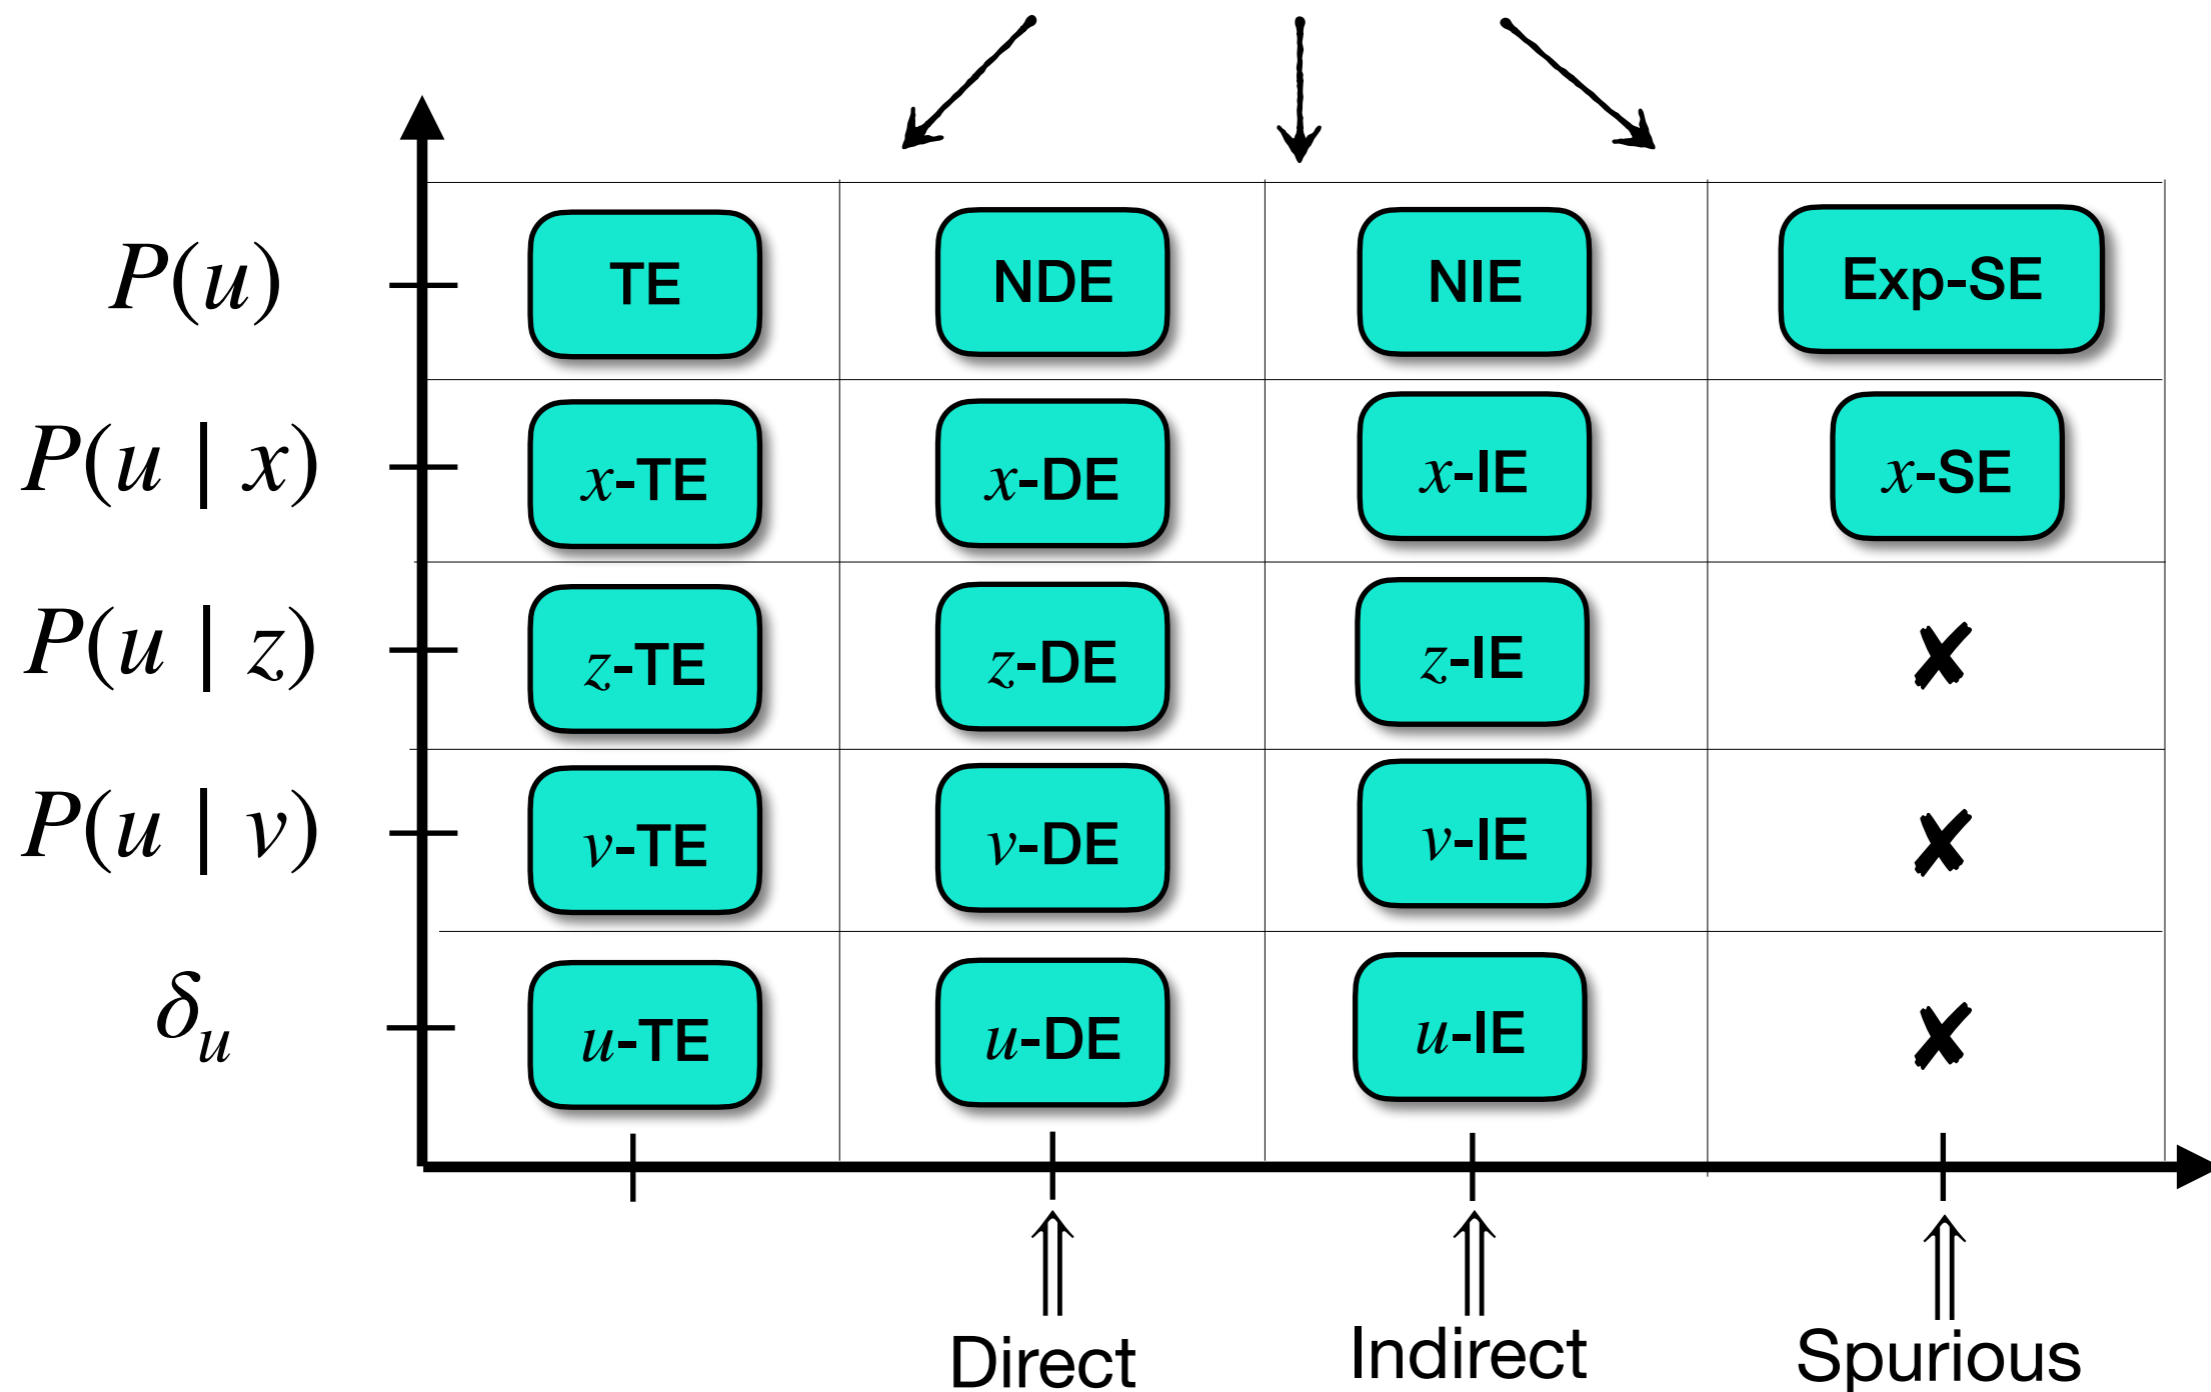 P(u) TE NDE NIE Exp-SE
P(u | x) x-TE x-DE x-IE x-SE
P(u | z) z-TE z-DE z-IE ✘
P(u | v) v-TE v-DE v-IE ✘
δu u-TE u-DE u-IE ✘
Direct Indirect Spurious